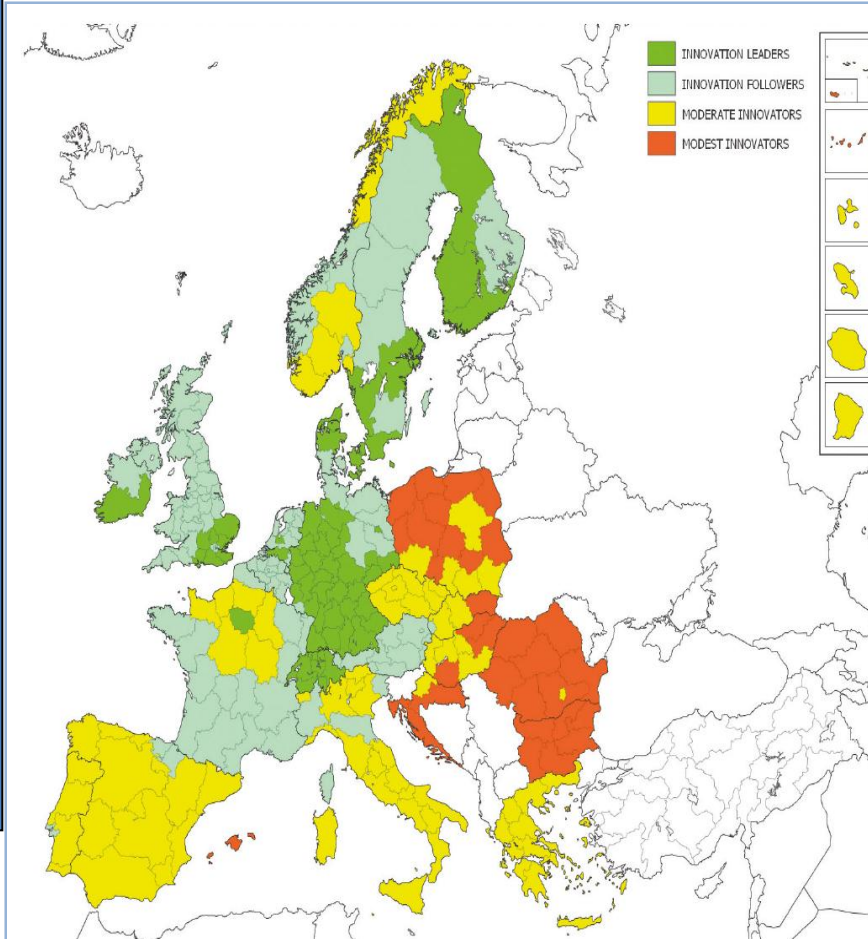 INNOVATION LEADERS
INNOVATION FOLLOWERS
MODERATE INNOVATORS
MODEST INNOVATORS